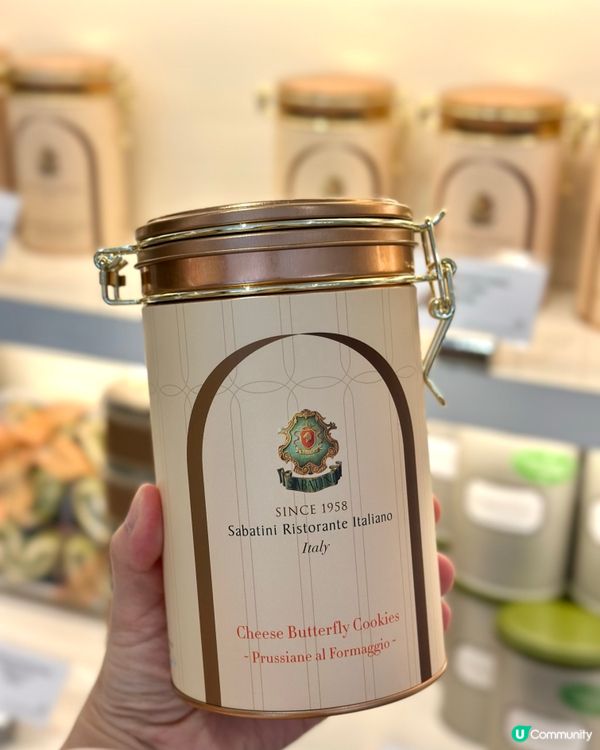 SABATINI
SINCE 1958
Sabatini Ristorante Italiano
Italy
Cheese Butterfly Cookies
- Prussiane al Formaggio -
U Community